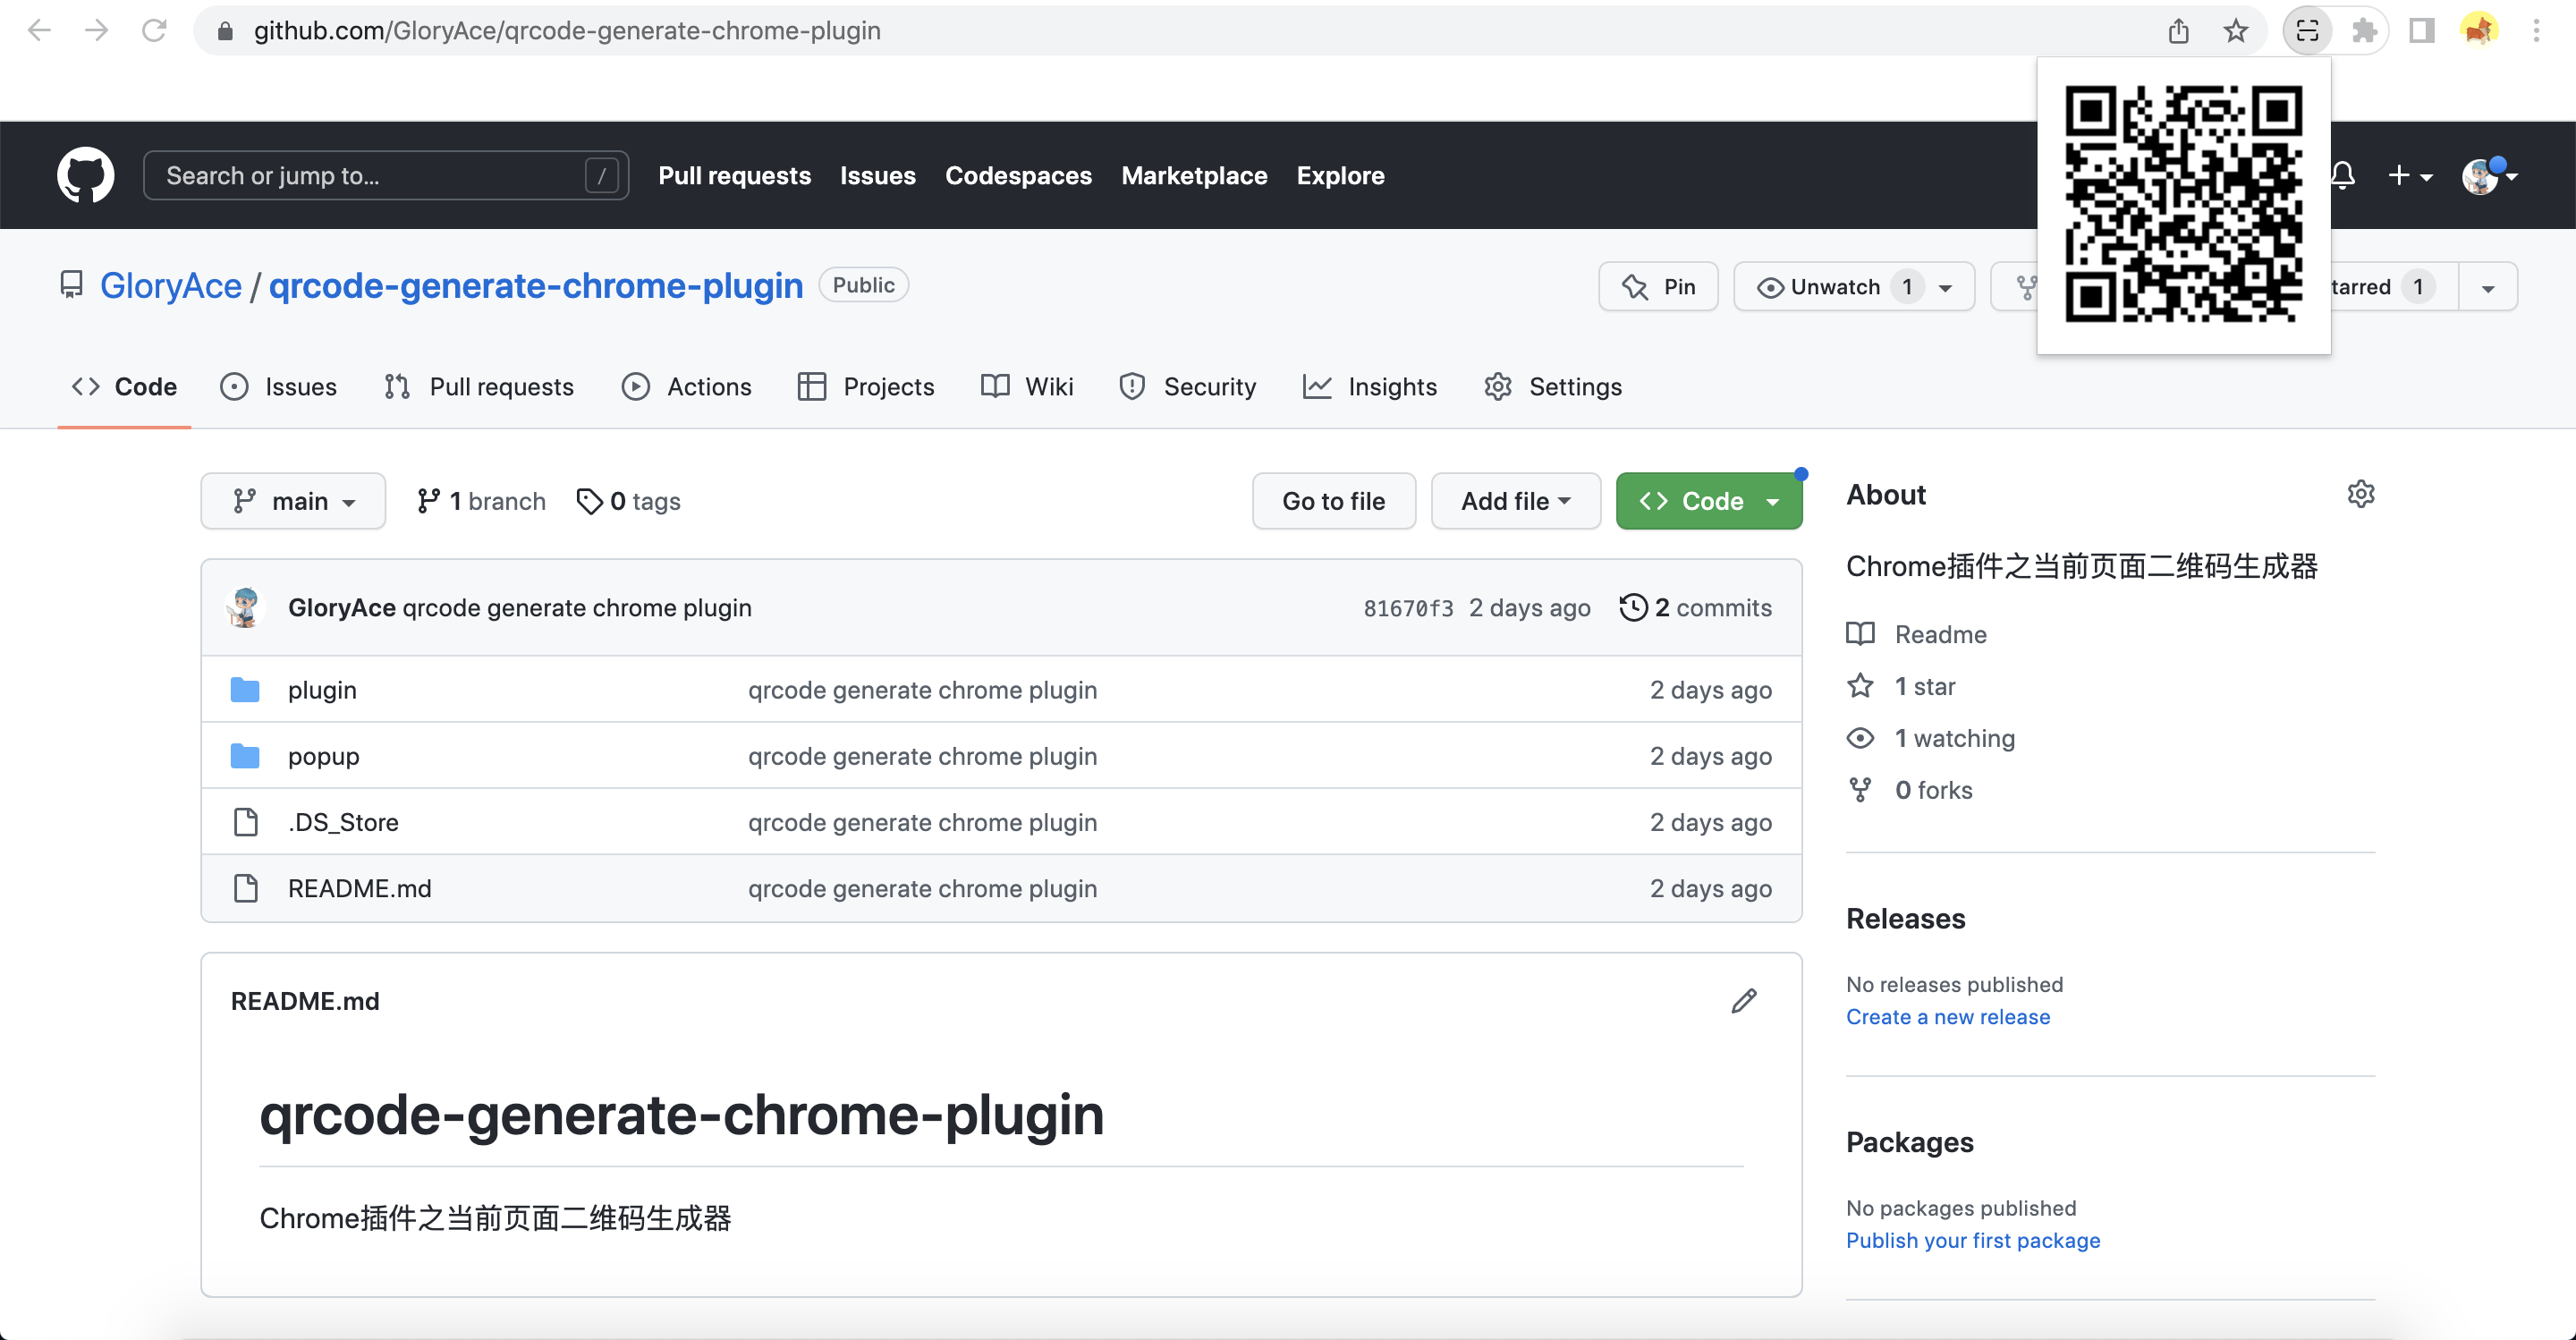 github.com/GloryAce/qrcode-generate-chrome-plugin
Search or jump to... /
Pull requests Issues Codespaces Marketplace Explore
GloryAce / qrcode-generate-chrome-plugin Public
Pin Unwatch 1 tarred 1
Code Issues Pull requests Actions Projects Wiki Security Insights Settings
main 1 branch 0 tags Go to file Add file Code
GloryAce qrcode generate chrome plugin 81670f3 2 days ago 2 commits
plugin qrcode generate chrome plugin 2 days ago
popup qrcode generate chrome plugin 2 days ago
.DS_Store qrcode generate chrome plugin 2 days ago
README.md qrcode generate chrome plugin 2 days ago
README.md
qrcode-generate-chrome-plugin
Chrome插件之当前页面二维码生成器
About
Chrome插件之当前页面二维码生成器
Readme
1 star
1 watching
0 forks
Releases
No releases published
Create a new release
Packages
No packages published
Publish your first package